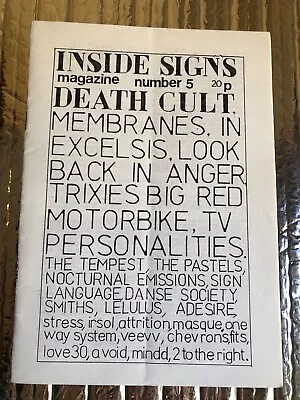 INSIDE SIGNS
magazine number 5 20p
DEATH CULT.
MEMBRANES, IN
EXCELSIS, LOOK
BACK IN ANGER,
TRIXIES BIG RED
MOTORBIKE, TV
PERSONALITIES.
THE TEMPEST THE PASTELS,
NOCTURNAL EMISSIONS, SIGN
LANGUAGE, DANSE SOCIETY,
SMITHS, LELULUS, ADESIRE,
stress, irsol, attrition, masque, one
way system, veevv, chevrons, fits,
love30, a void, mindd, 2 to the right.